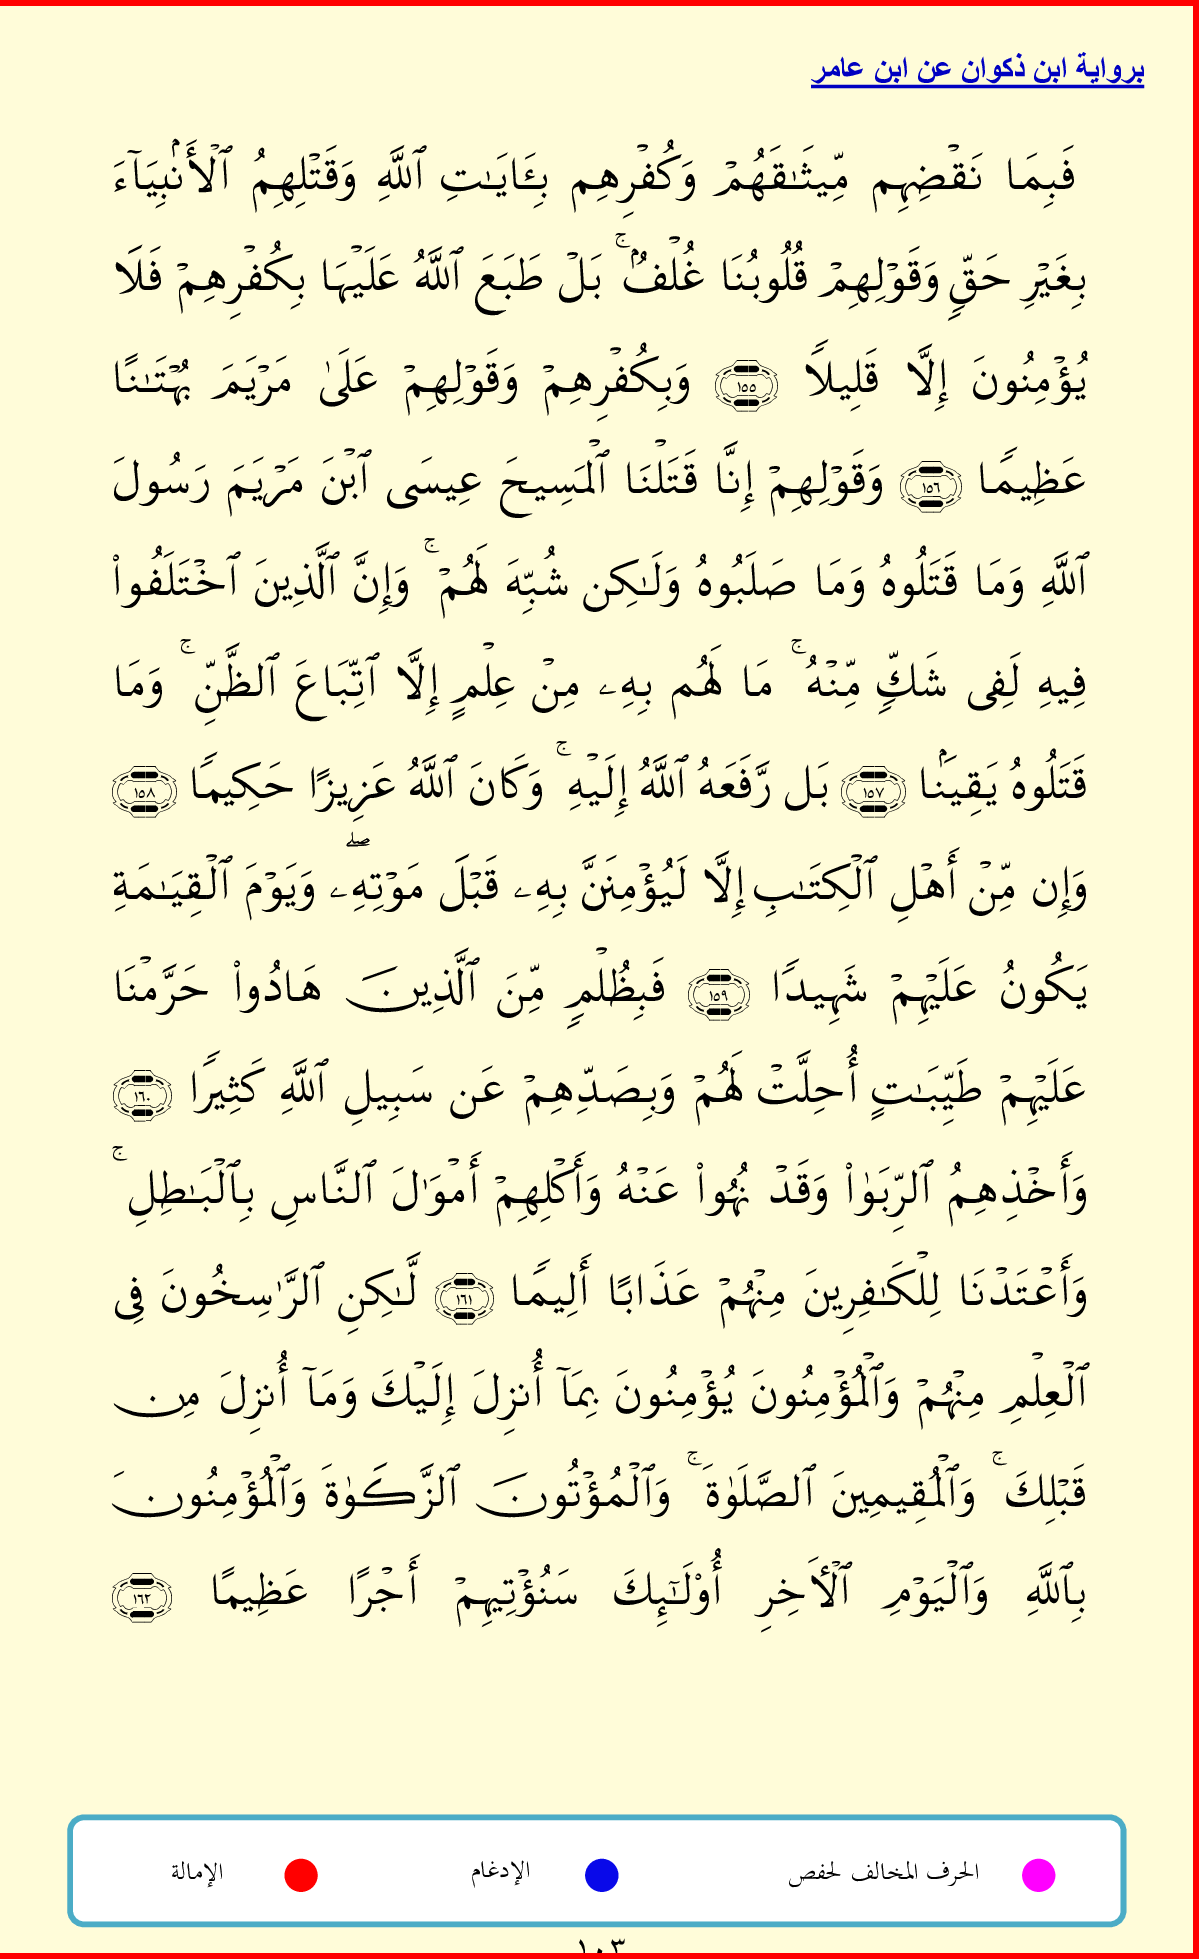 برواية ابن ذكوان عن ابن عامر
فَبِمَا نَقْضِهِم مِّيثَـٰقَهُمْ وَكُفْرِهِم بِـَٔايَـٰتِ ٱللَّهِ وَقَتْلِهِمُ ٱلْأَنۢبِيَآءَ
بِغَيْرِ حَقٍّ وَقَوْلِهِمْ قُلُوبُنَا غُلْفٌۢ ۚ بَلْ طَبَعَ ٱللَّهُ عَلَيْهَا بِكُفْرِهِمْ فَلَا
يُؤْمِنُونَ إِلَّا قَلِيلًا ١٥٥ وَبِكُفْرِهِمْ وَقَوْلِهِمْ عَلَىٰ مَرْيَمَ بُهْتَـٰنًا
عَظِيمًا ١٥٦ وَقَوْلِهِمْ إِنَّا قَتَلْنَا ٱلْمَسِيحَ عِيسَى ٱبْنَ مَرْيَمَ رَسُولَ
ٱللَّهِ وَمَا قَتَلُوهُ وَمَا صَلَبُوهُ وَلَـٰكِن شُبِّهَ لَهُمْ ۚ وَإِنَّ ٱلَّذِينَ ٱخْتَلَفُوا۟
فِيهِ لَفِى شَكٍّ مِّنْهُ ۚ مَا لَهُم بِهِۦ مِنْ عِلْمٍ إِلَّا ٱتِّبَاعَ ٱلظَّنِّ ۚ وَمَا
قَتَلُوهُ يَقِينًۢا ١٥٧ بَل رَّفَعَهُ ٱللَّهُ إِلَيْهِ ۚ وَكَانَ ٱللَّهُ عَزِيزًا حَكِيمًا ١٥٨
وَإِن مِّنْ أَهْلِ ٱلْكِتَـٰبِ إِلَّا لَيُؤْمِنَنَّ بِهِۦ قَبْلَ مَوْتِهِۦ ۖ وَيَوْمَ ٱلْقِيَـٰمَةِ
يَكُونُ عَلَيْهِمْ شَهِيدًا ١٥٩ فَبِظُلْمٍ مِّنَ ٱلَّذِينَ هَادُوا۟ حَرَّمْنَا
عَلَيْهِمْ طَيِّبَـٰتٍ أُحِلَّتْ لَهُمْ وَبِصَدِّهِمْ عَن سَبِيلِ ٱللَّهِ كَثِيرًا ١٦٠
وَأَخْذِهِمُ ٱلرِّبَوٰا۟ وَقَدْ نُهُوا۟ عَنْهُ وَأَكْلِهِمْ أَمْوَٰلَ ٱلنَّاسِ بِٱلْبَـٰطِلِ ۚ
وَأَعْتَدْنَا لِلْكَـٰفِرِينَ مِنْهُمْ عَذَابًا أَلِيمًا ١٦١ لَّـٰكِنِ ٱلرَّٰسِخُونَ فِى
ٱلْعِلْمِ مِنْهُمْ وَٱلْمُؤْمِنُونَ يُؤْمِنُونَ بِمَآ أُنزِلَ إِلَيْكَ وَمَآ أُنزِلَ مِن
قَبْلِكَ ۚ وَٱلْمُقِيمِينَ ٱلصَّلَوٰةَ ۚ وَٱلْمُؤْتُونَ ٱلزَّكَوٰةَ وَٱلْمُؤْمِنُونَ
بِٱللَّهِ وَٱلْيَوْمِ ٱلْأَخِرِ أُو۟لَـٰٓئِكَ سَنُؤْتِيهِمْ أَجْرًا عَظِيمًا ١٦٢
الحرف المخالف لحفص الإدغام الإمالة
١٠٣